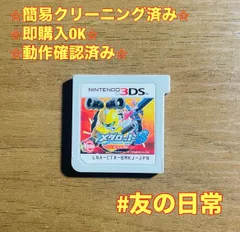 ☆簡易クリーニング済み☆
☆即購入OK☆
☆動作確認済み☆
NINTENDO 3DS
メダロット
LNA-CTR-BMKJ-JPN
#友の日常